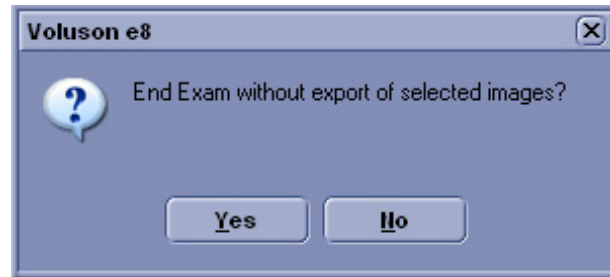 Voluson e8
End Exam without export of selected images?
Yes
No